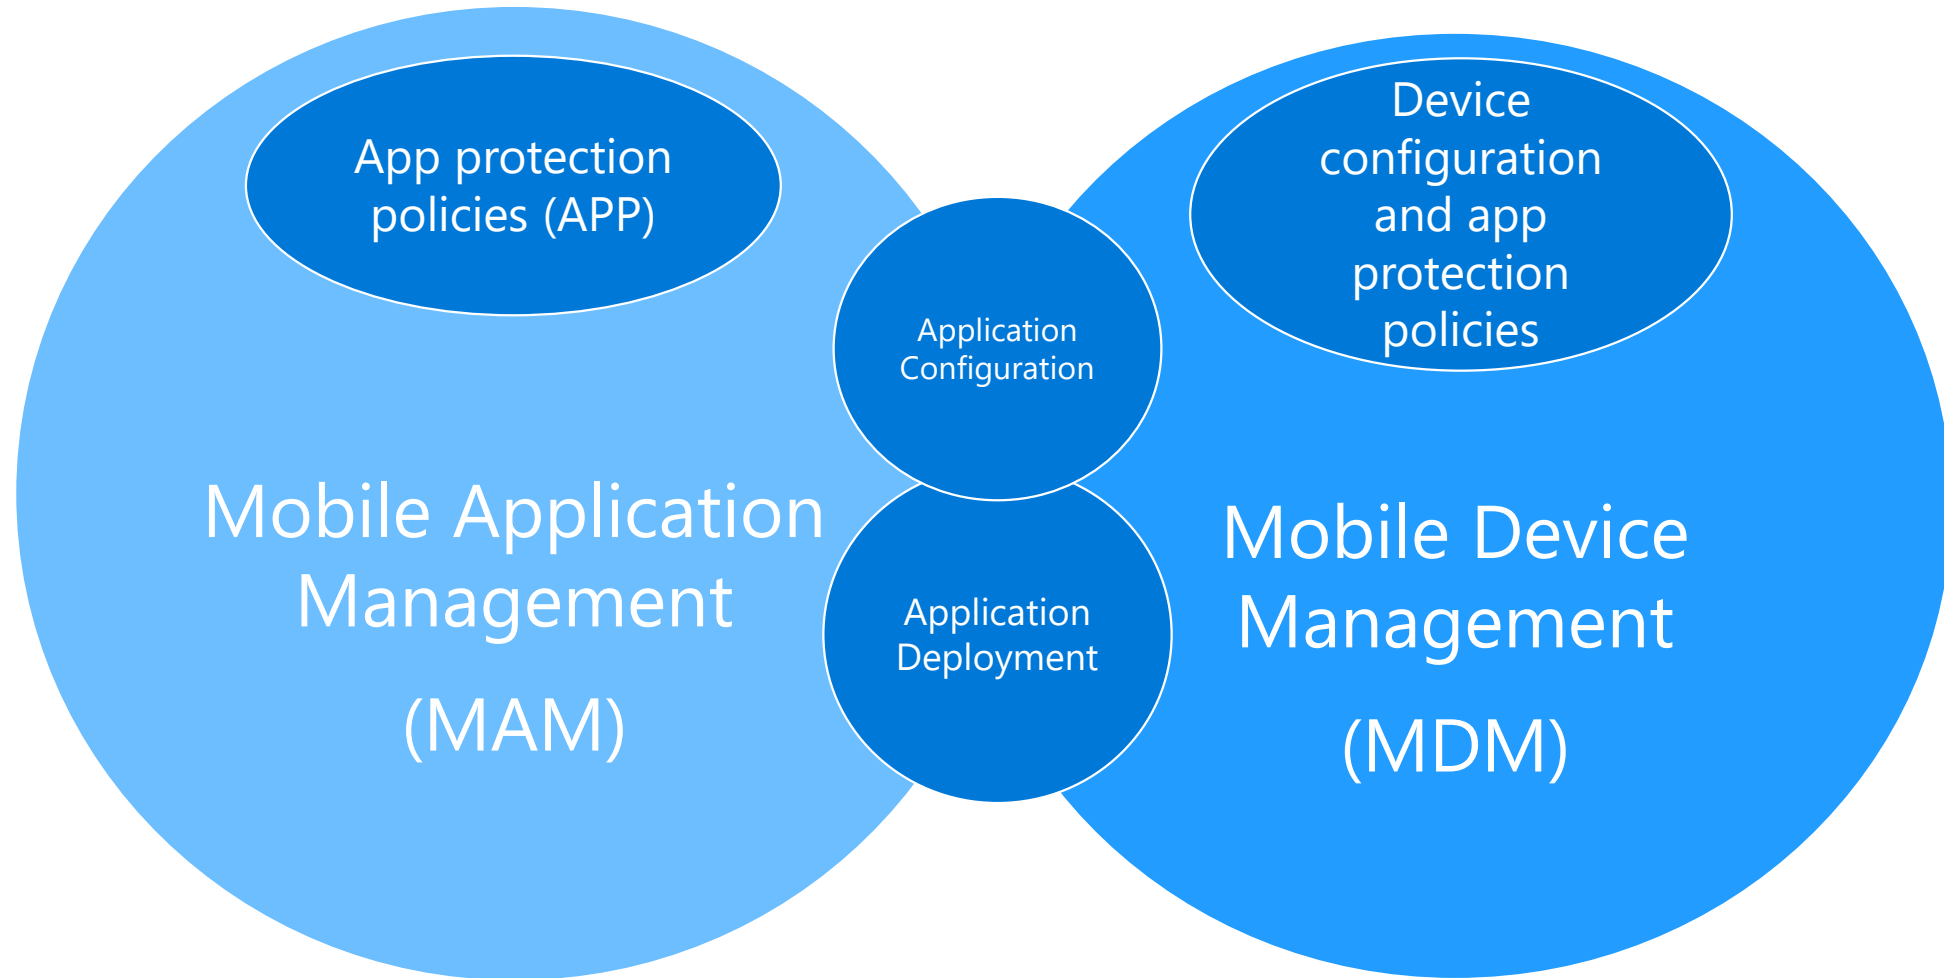 App protection
policies (APP)
Mobile Application
Management
(MAM)
Application
Configuration
Application
Deployment
Device
configuration
and app
protection
policies
Mobile Device
Management
(MDM)